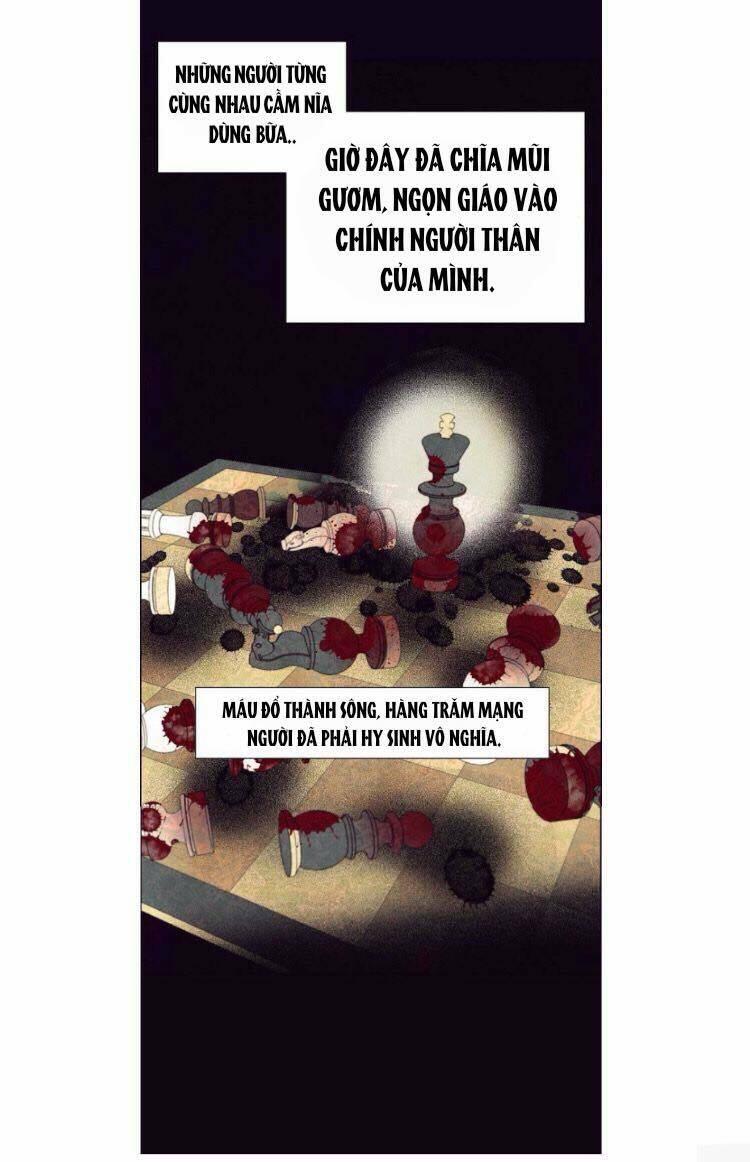 NHỮNG NGƯỜI TỪNG
CÙNG NHAU CẦM NĨA
DÙNG BỮA..
GIỜ ĐÂY ĐÃ CHĨA MŨI
GƯƠM, NGỌN GIÁO VÀO
CHÍNH NGƯỜI THÂN
CỦA MÌNH.
MÁU ĐỔ THÀNH SÔNG, HÀNG TRĂM MẠNG
NGƯỜI ĐÃ PHẢI HY SINH VÔ NGHĨA.